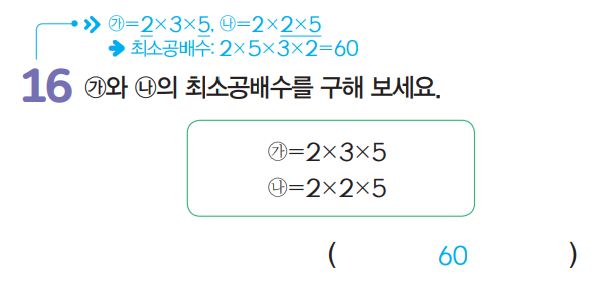 ㉮=2×3×5, ㉯=2×2×5
최소공배수: 2×5×3×2=60
16 ㉮와 ㉯의 최소공배수를 구해 보세요.
㉮=2×3×5
㉯=2×2×5
( 60 )